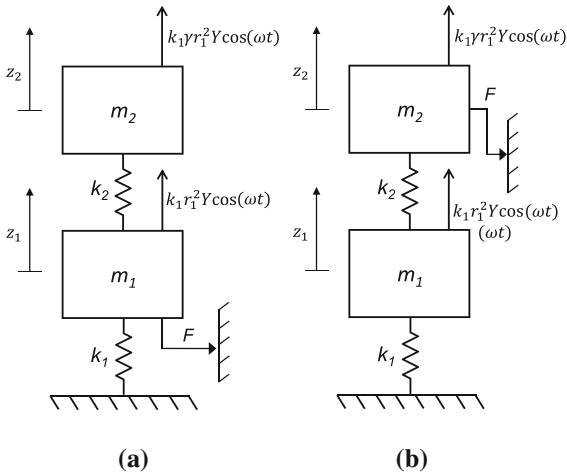 k₁γr₁²Ycos(ωt)
z₂
m₂
k₂
k₁r₁²Ycos(ωt)
z₁
m₁
F
k₁
(a)
k₁γr₁²Ycos(ωt)
z₂
F
m₂
k₂
k₁r₁²Ycos(ωt)
(ωt)
z₁
m₁
k₁
(b)